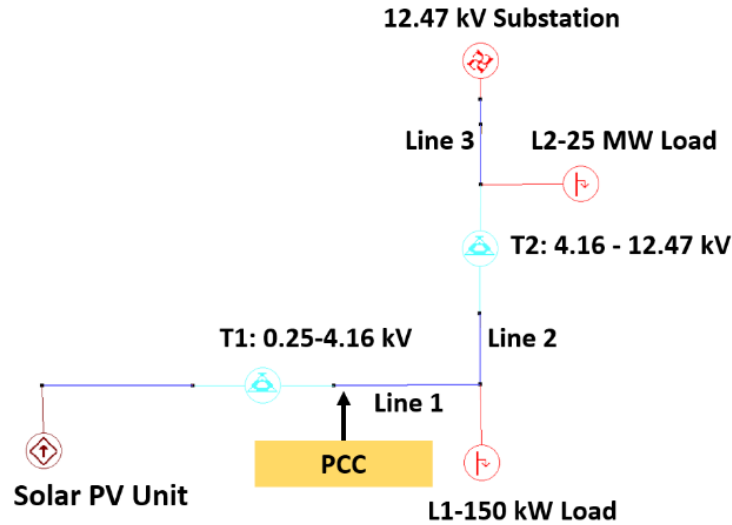 12.47 kV Substation
Line 3
L2-25 MW Load
T2: 4.16 - 12.47 kV
T1: 0.25-4.16 kV
Line 2
Line 1
PCC
Solar PV Unit
L1-150 kW Load